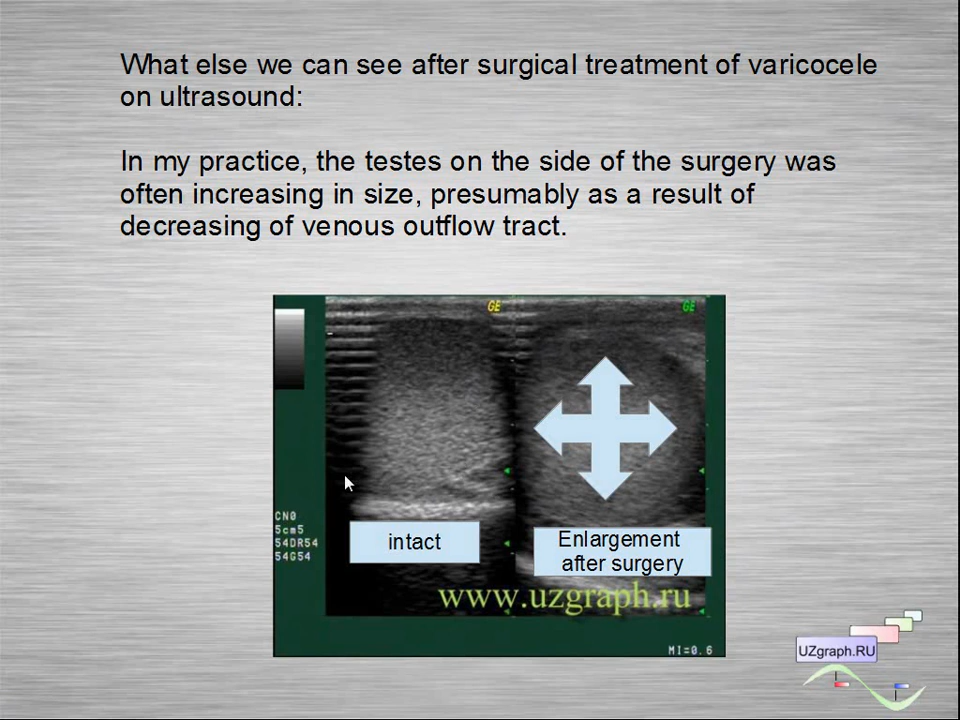 What else we can see after surgical treatment of varicocele
on ultrasound:
In my practice, the testes on the side of the surgery was
often increasing in size, presumably as a result of
decreasing of venous outflow tract.
GE GE
CN0
5cm5
54DR54
54G54
intact
Enlargement
after surgery
www.uzgraph.ru
MI=0.6
UZgraph.RU